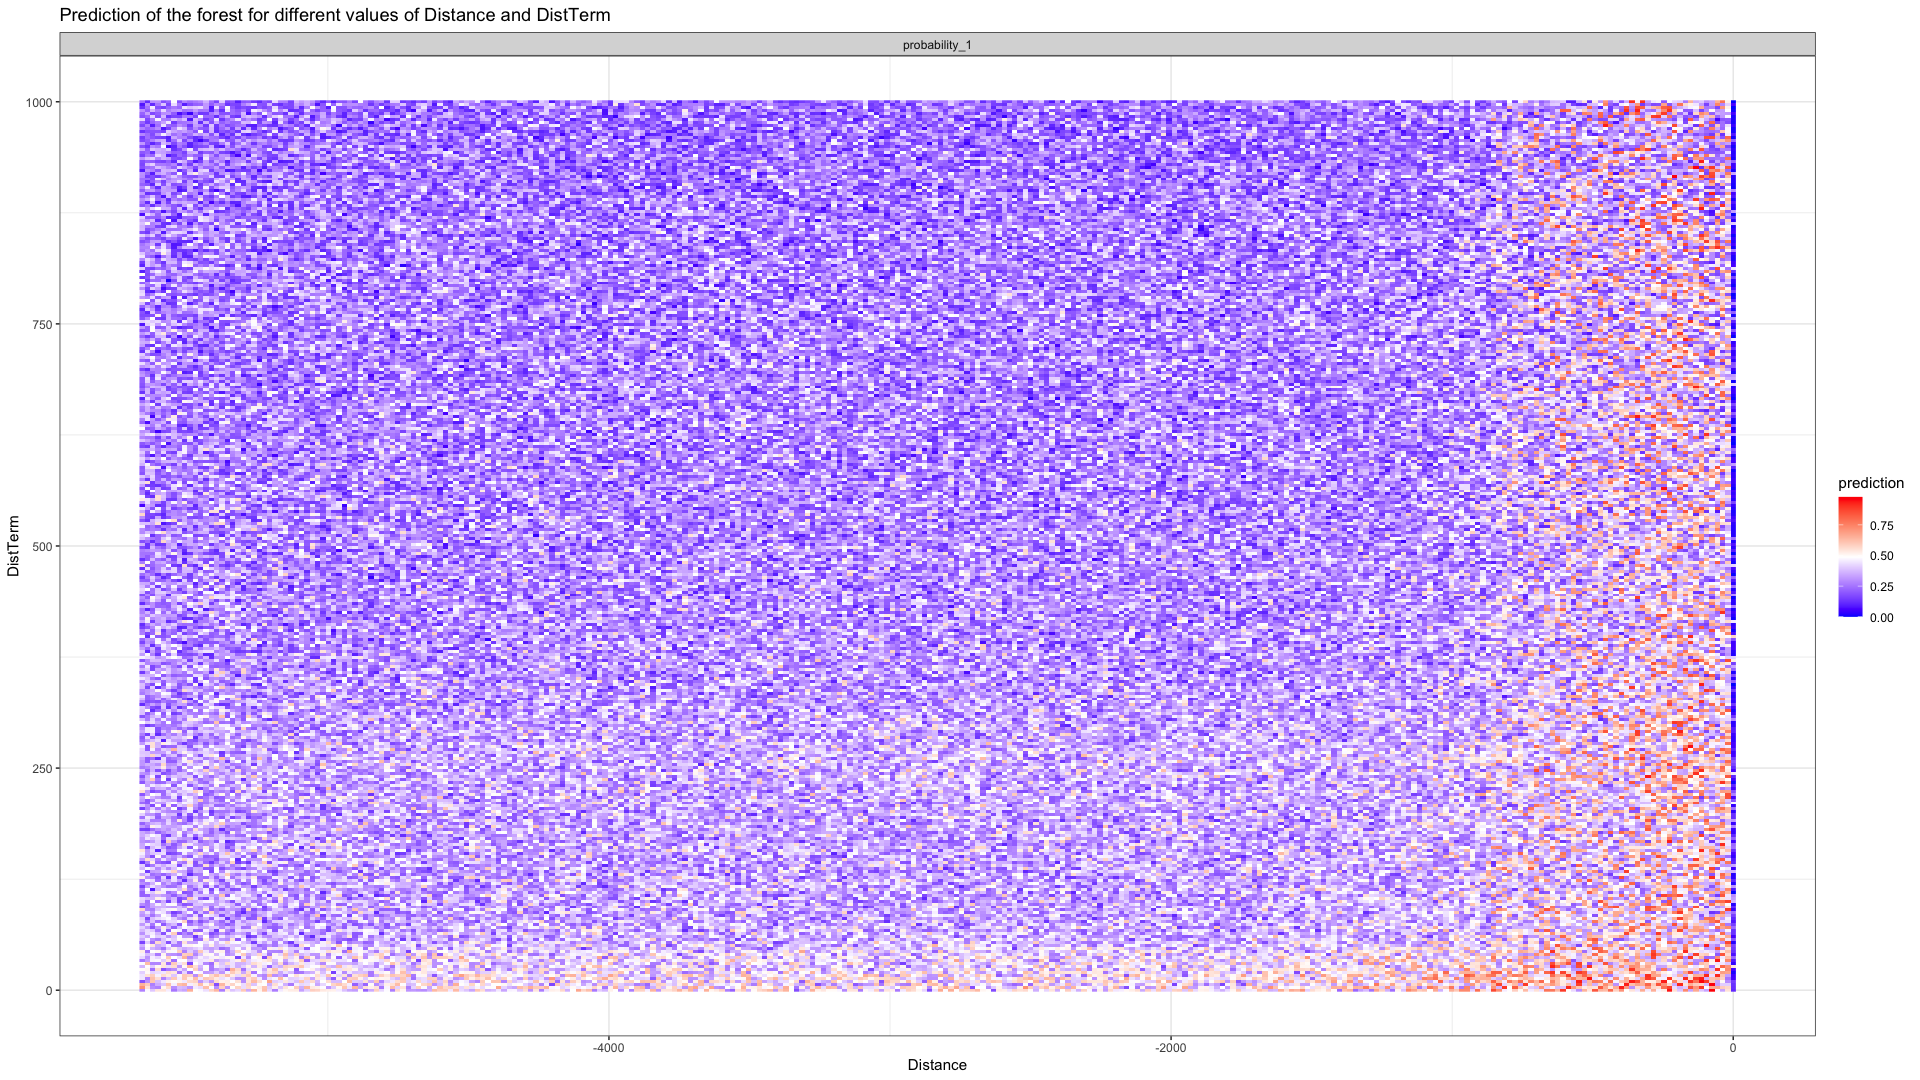 Prediction of the forest for different values of Distance and DistTerm
probability_1
1000
750
500
250
0
DistTerm
-4000
-2000
0
Distance
prediction
0.75
0.50
0.25
0.00